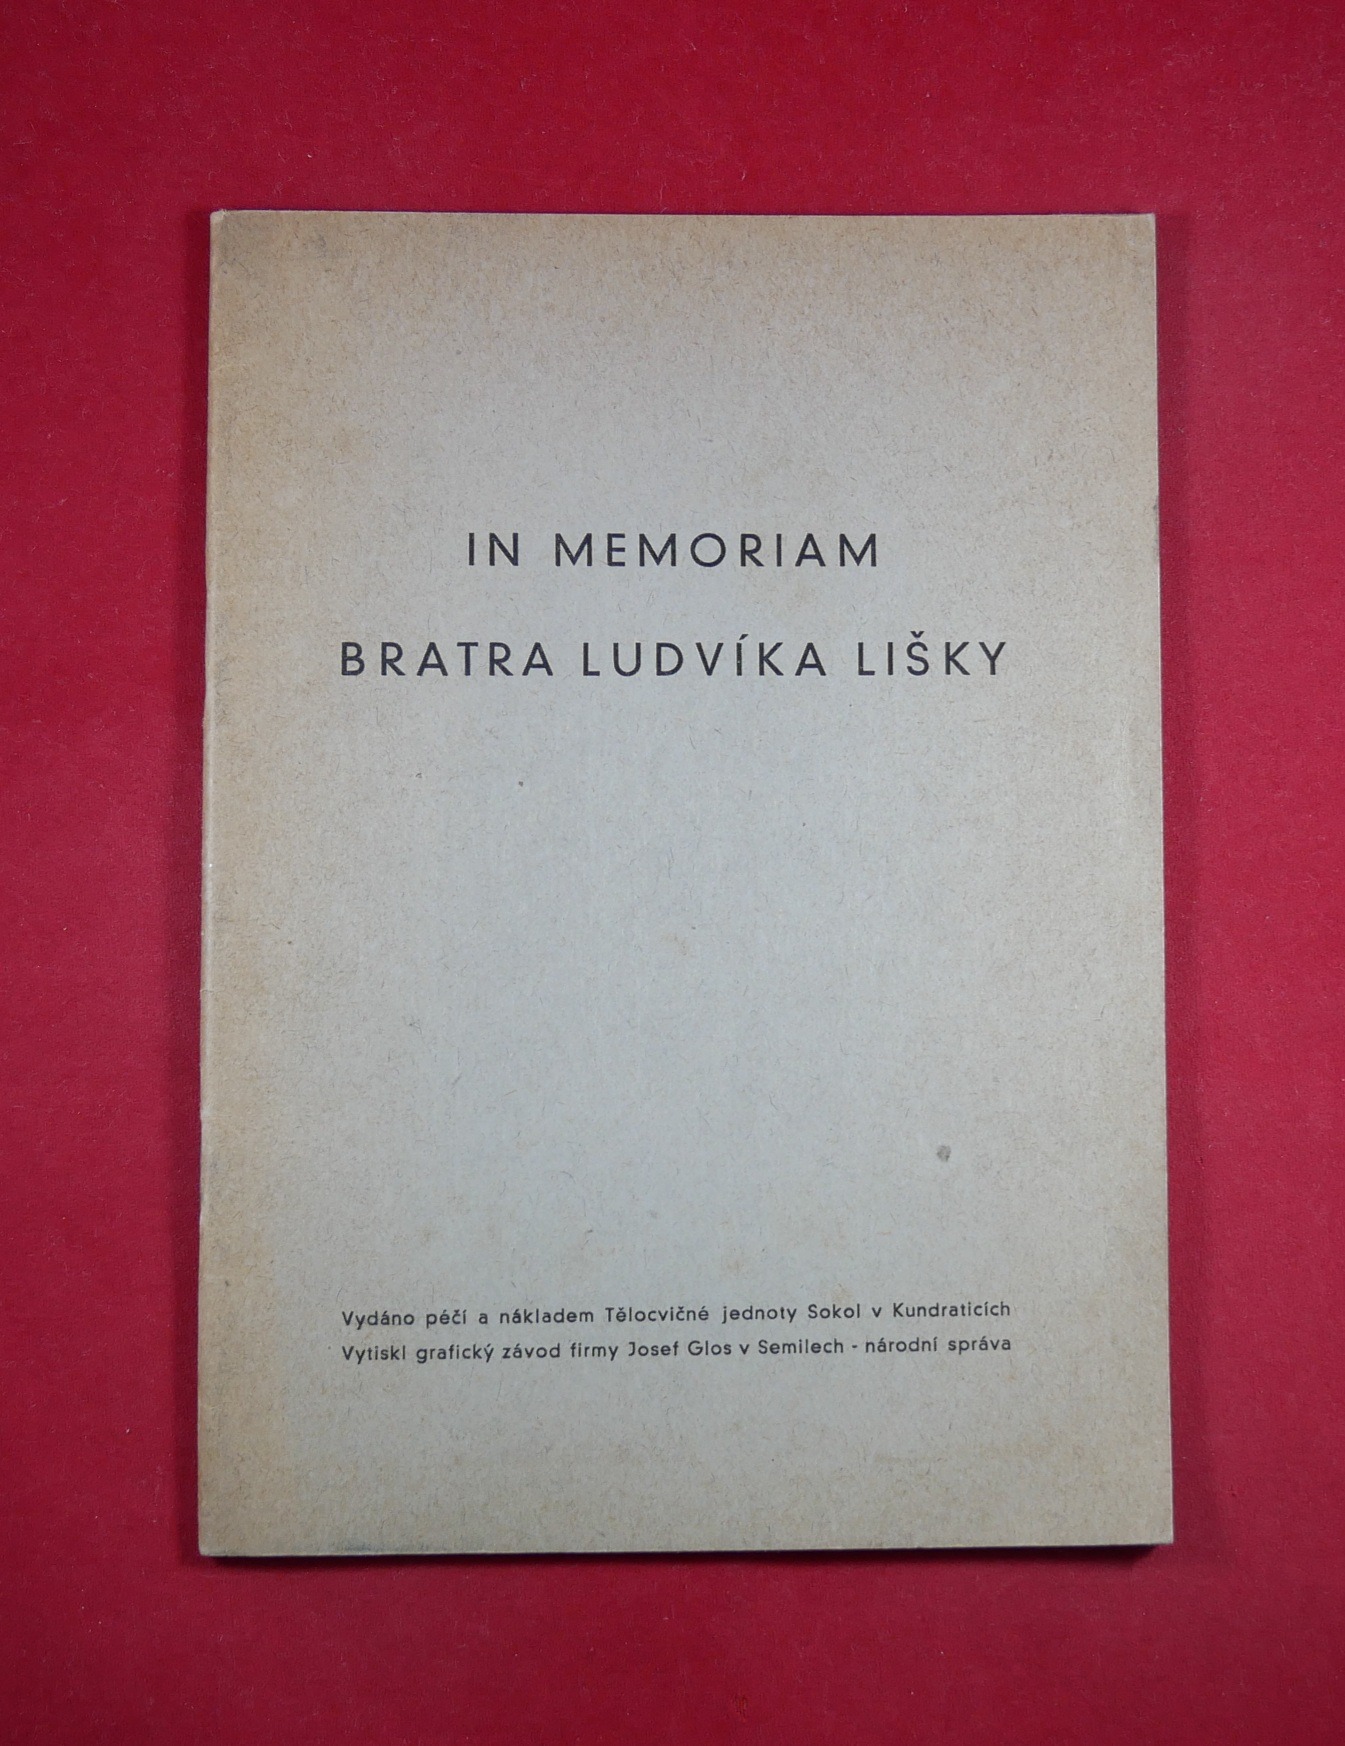 IN MEMORIAM
BRATRA LUDVÍKA LIŠKY
Vydáno péčí a nákladem Tělocvičné jednoty Sokol v Kundraticích
Vytiskl grafický závod firmy Josef Glos v Semilech - národní správa